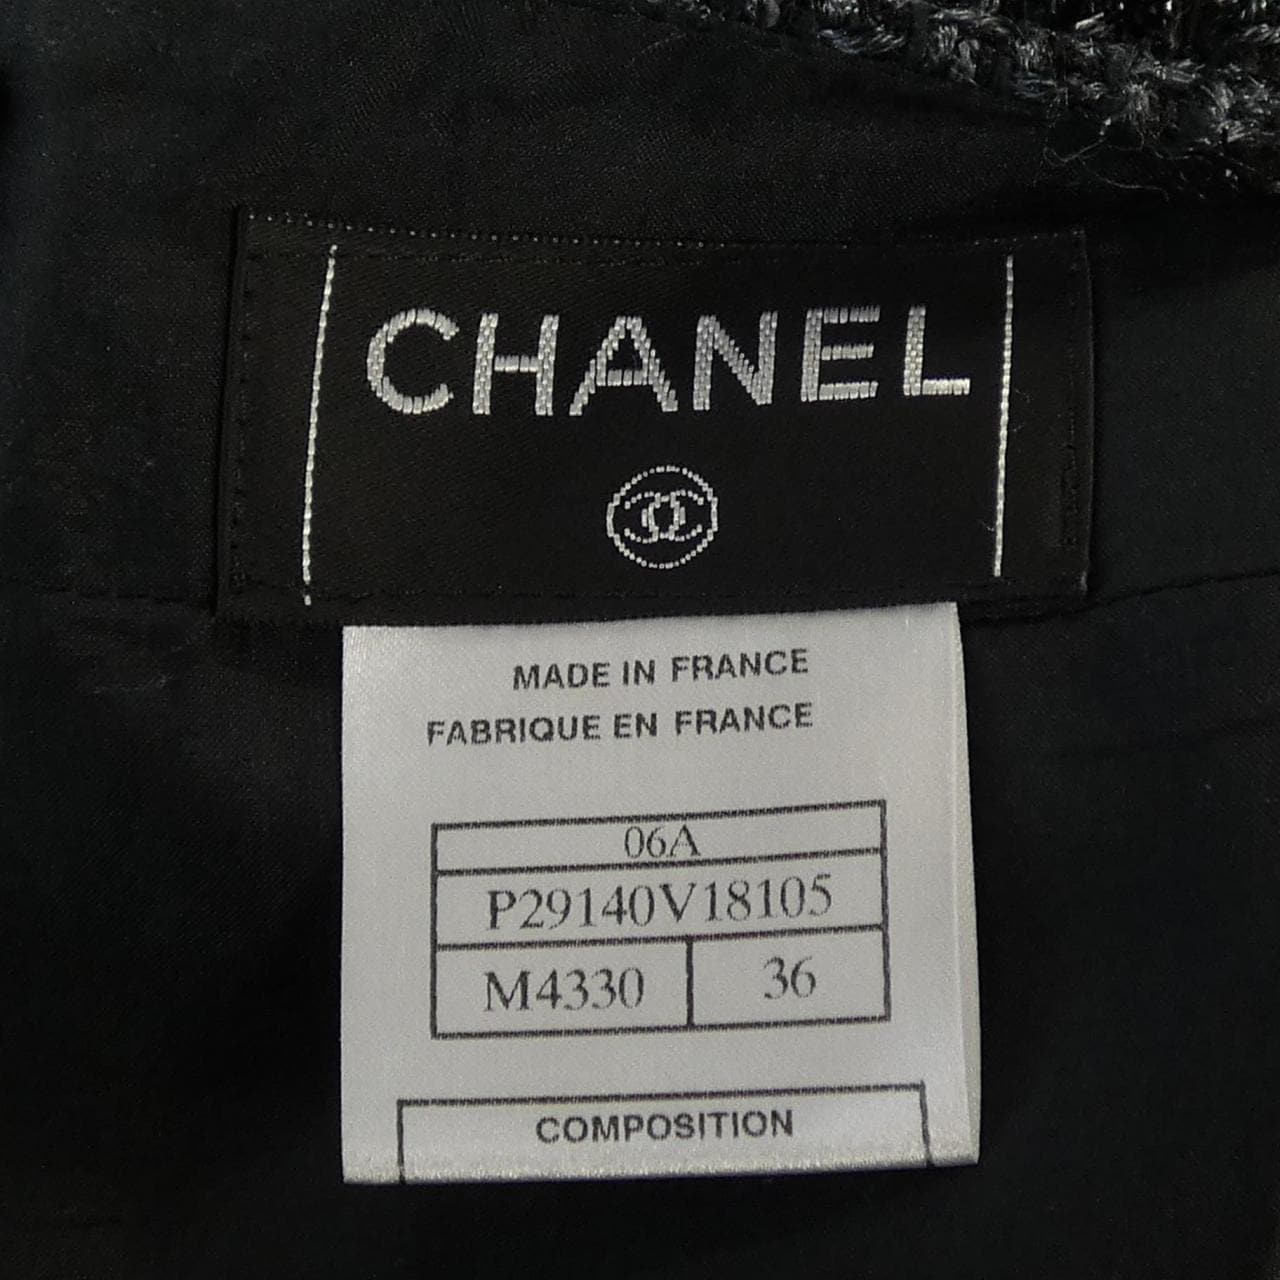 CHANEL
MADE IN FRANCE
FABRIQUE EN FRANCE
06A
P29140V18105
M4330 36
COMPOSITION